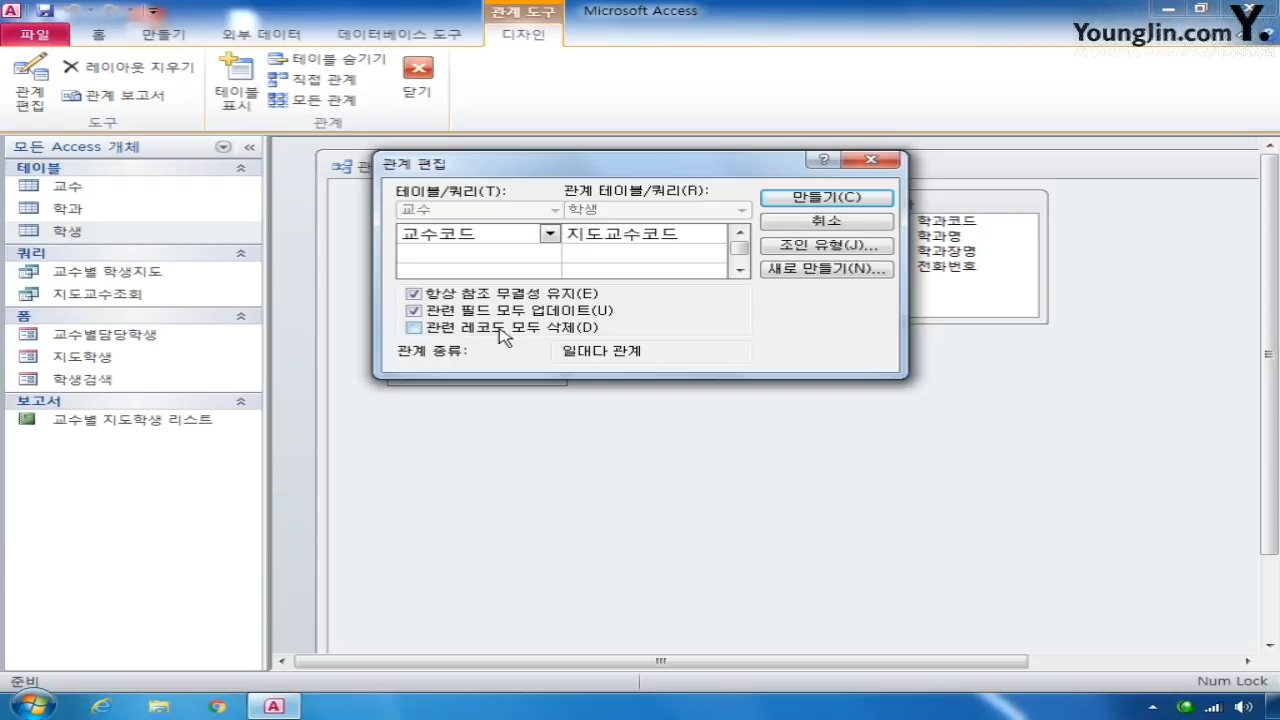 A
관계 도구
Microsoft Access
YoungJin.com Y.
파일 홈 만들기 외부 데이터 데이터베이스 도구 디자인
관계 편집
레이아웃 지우기
관계 보고서
도구
테이블 표시
테이블 숨기기
직접 관계
모든 관계
닫기
관계
모든 Access 개체
테이블
교수
학과
학생
쿼리
교수별 학생지도
지도교수조회
폼
교수별담당학생
지도학생
학생검색
보고서
교수별 지도학생 리스트
관
관계 편집
테이블/쿼리(T): 관계 테이블/쿼리(R):
교수 학생
교수코드 지도교수코드
항상 참조 무결성 유지(E)
관련 필드 모두 업데이트(U)
관련 레코드 모두 삭제(D)
관계 종류: 일대다 관계
만들기(C)
취소
조인 유형(J)...
새로 만들기(N)...
학과코드
학과명
학과장명
전화번호
준비
Num Lock
A